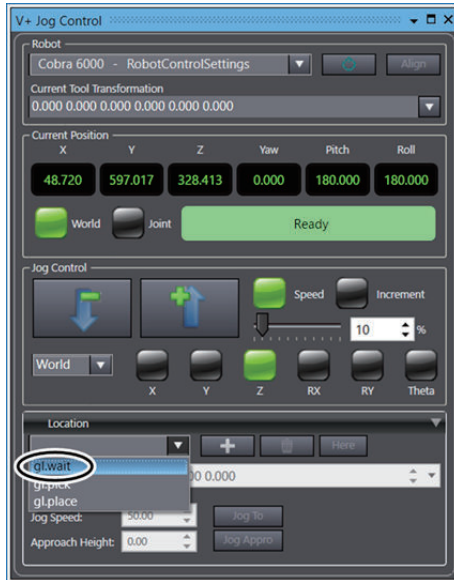 V+ Jog Control
Robot
Cobra 6000 - RobotControlSettings
Align
Current Tool Transformation
0.000 0.000 0.000 0.000 0.000 0.000
Current Position
X Y Z Yaw Pitch Roll
48.720 597.017 328.413 0.000 180.000 180.000
World Joint Ready
Jog Control
Speed Increment
10 %
World
X Y Z RX RY Theta
Location
Here
gl.wait
gl.pick
gl.place
0.000
Jog Speed: 50.00 Jog To
Approach Height: 0.00 Jog Appro